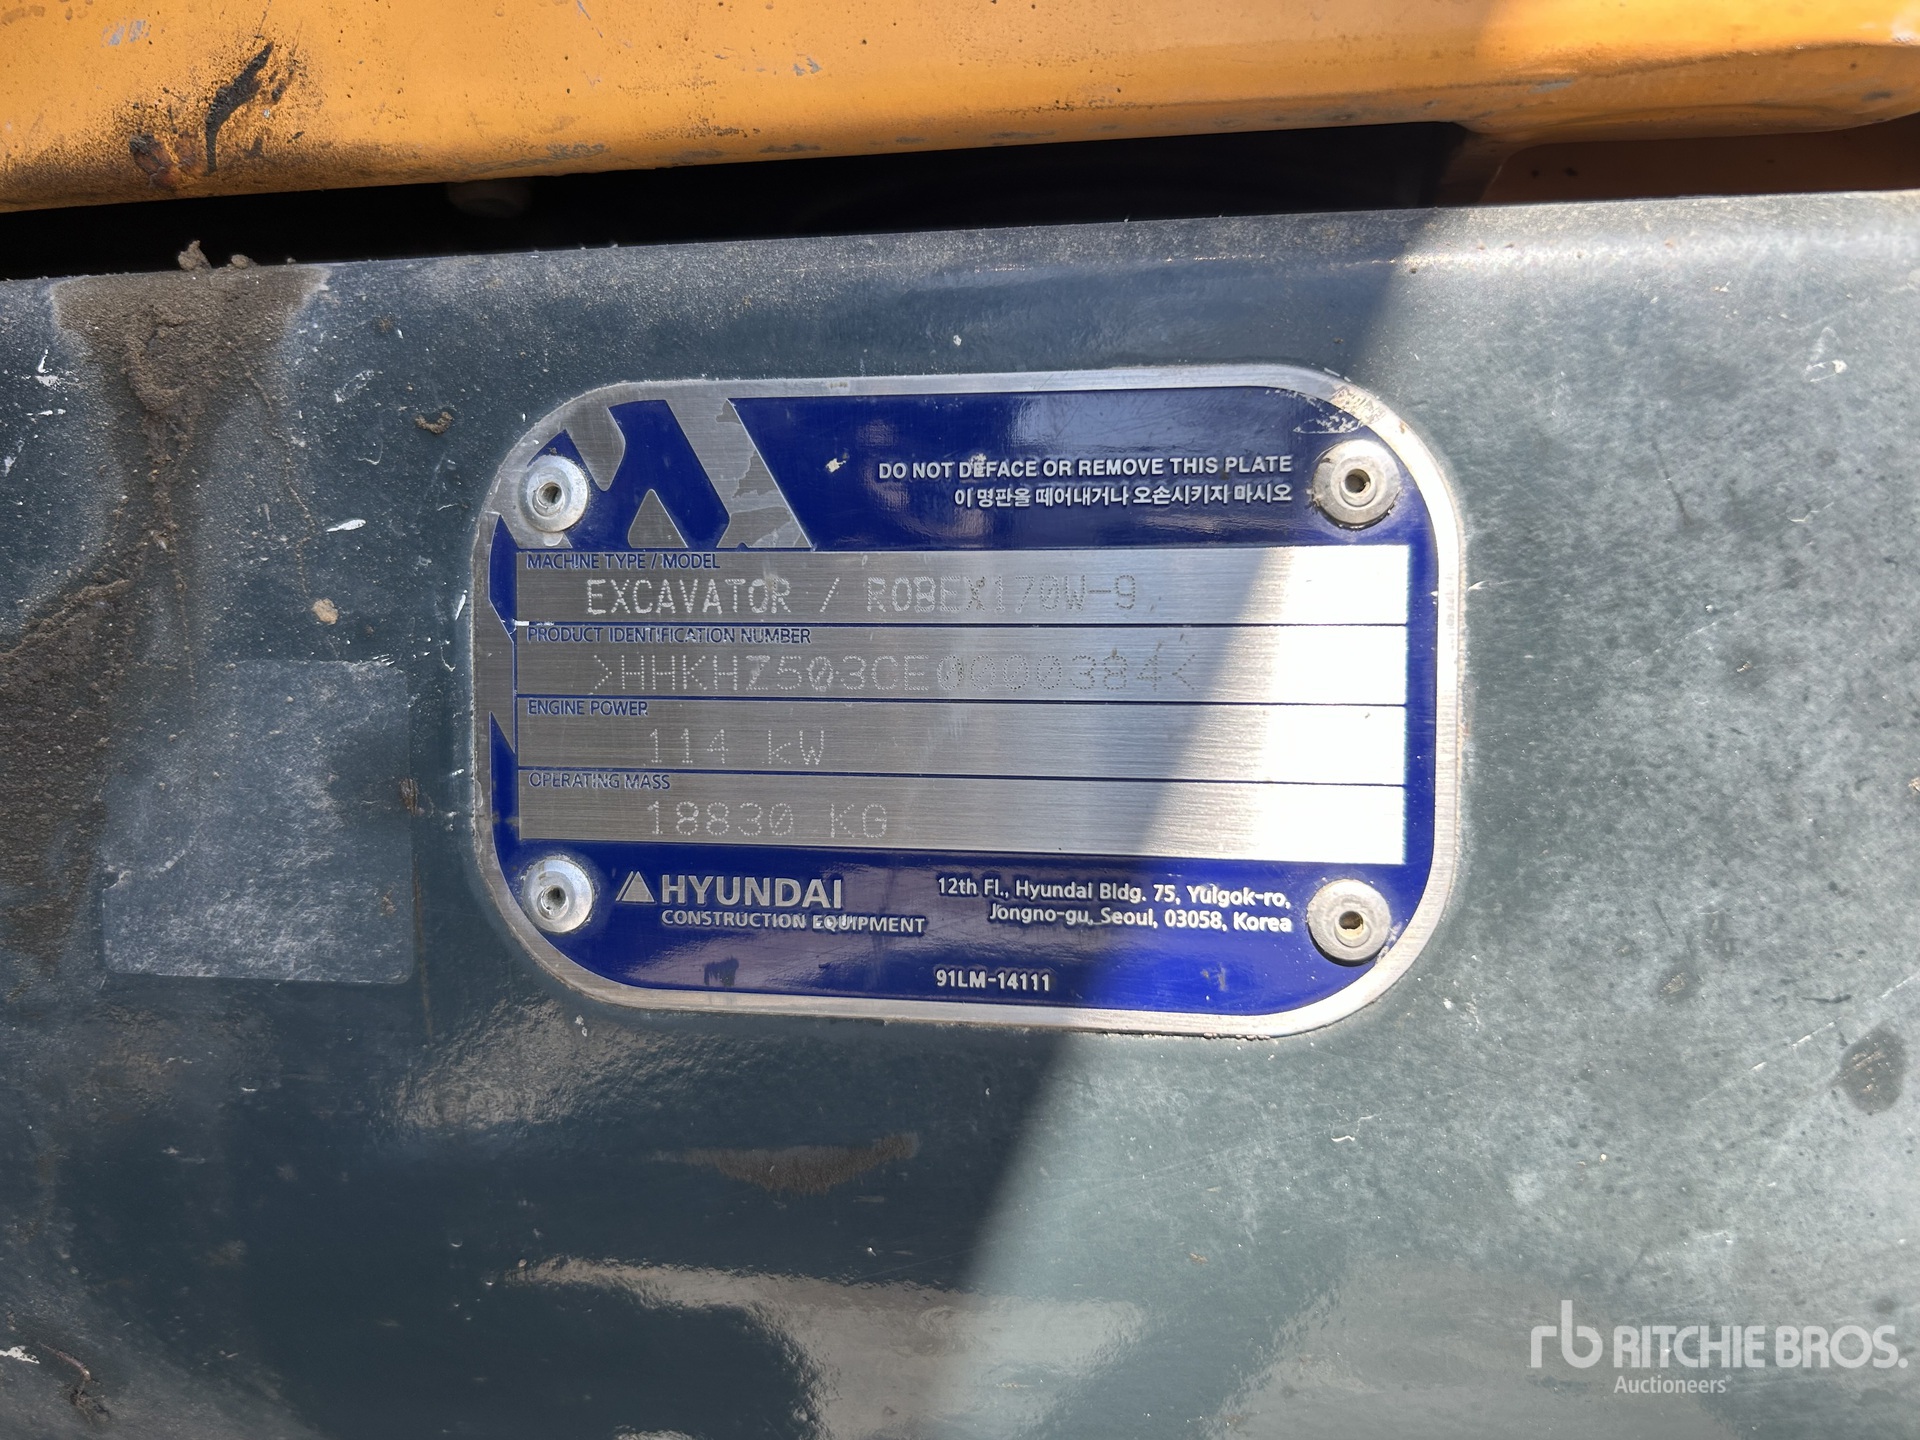 DO NOT DEFACE OR REMOVE THIS PLATE
이 명판을 떼어내거나 오손시키지 마시오
MACHINE TYPE / MODEL
EXCAVATOR / ROBEX170W-9
PRODUCT IDENTIFICATION NUMBER
>HHKHZ503CE0000384<
ENGINE POWER
114 kW
OPERATING MASS
18830 KG
HYUNDAI
CONSTRUCTION EQUIPMENT
12th Fl., Hyundai Bldg. 75, Yulgok-ro,
Jongno-gu, Seoul, 03058, Korea
91LM-14111
rb RITCHIE BROS.
Auctioneers